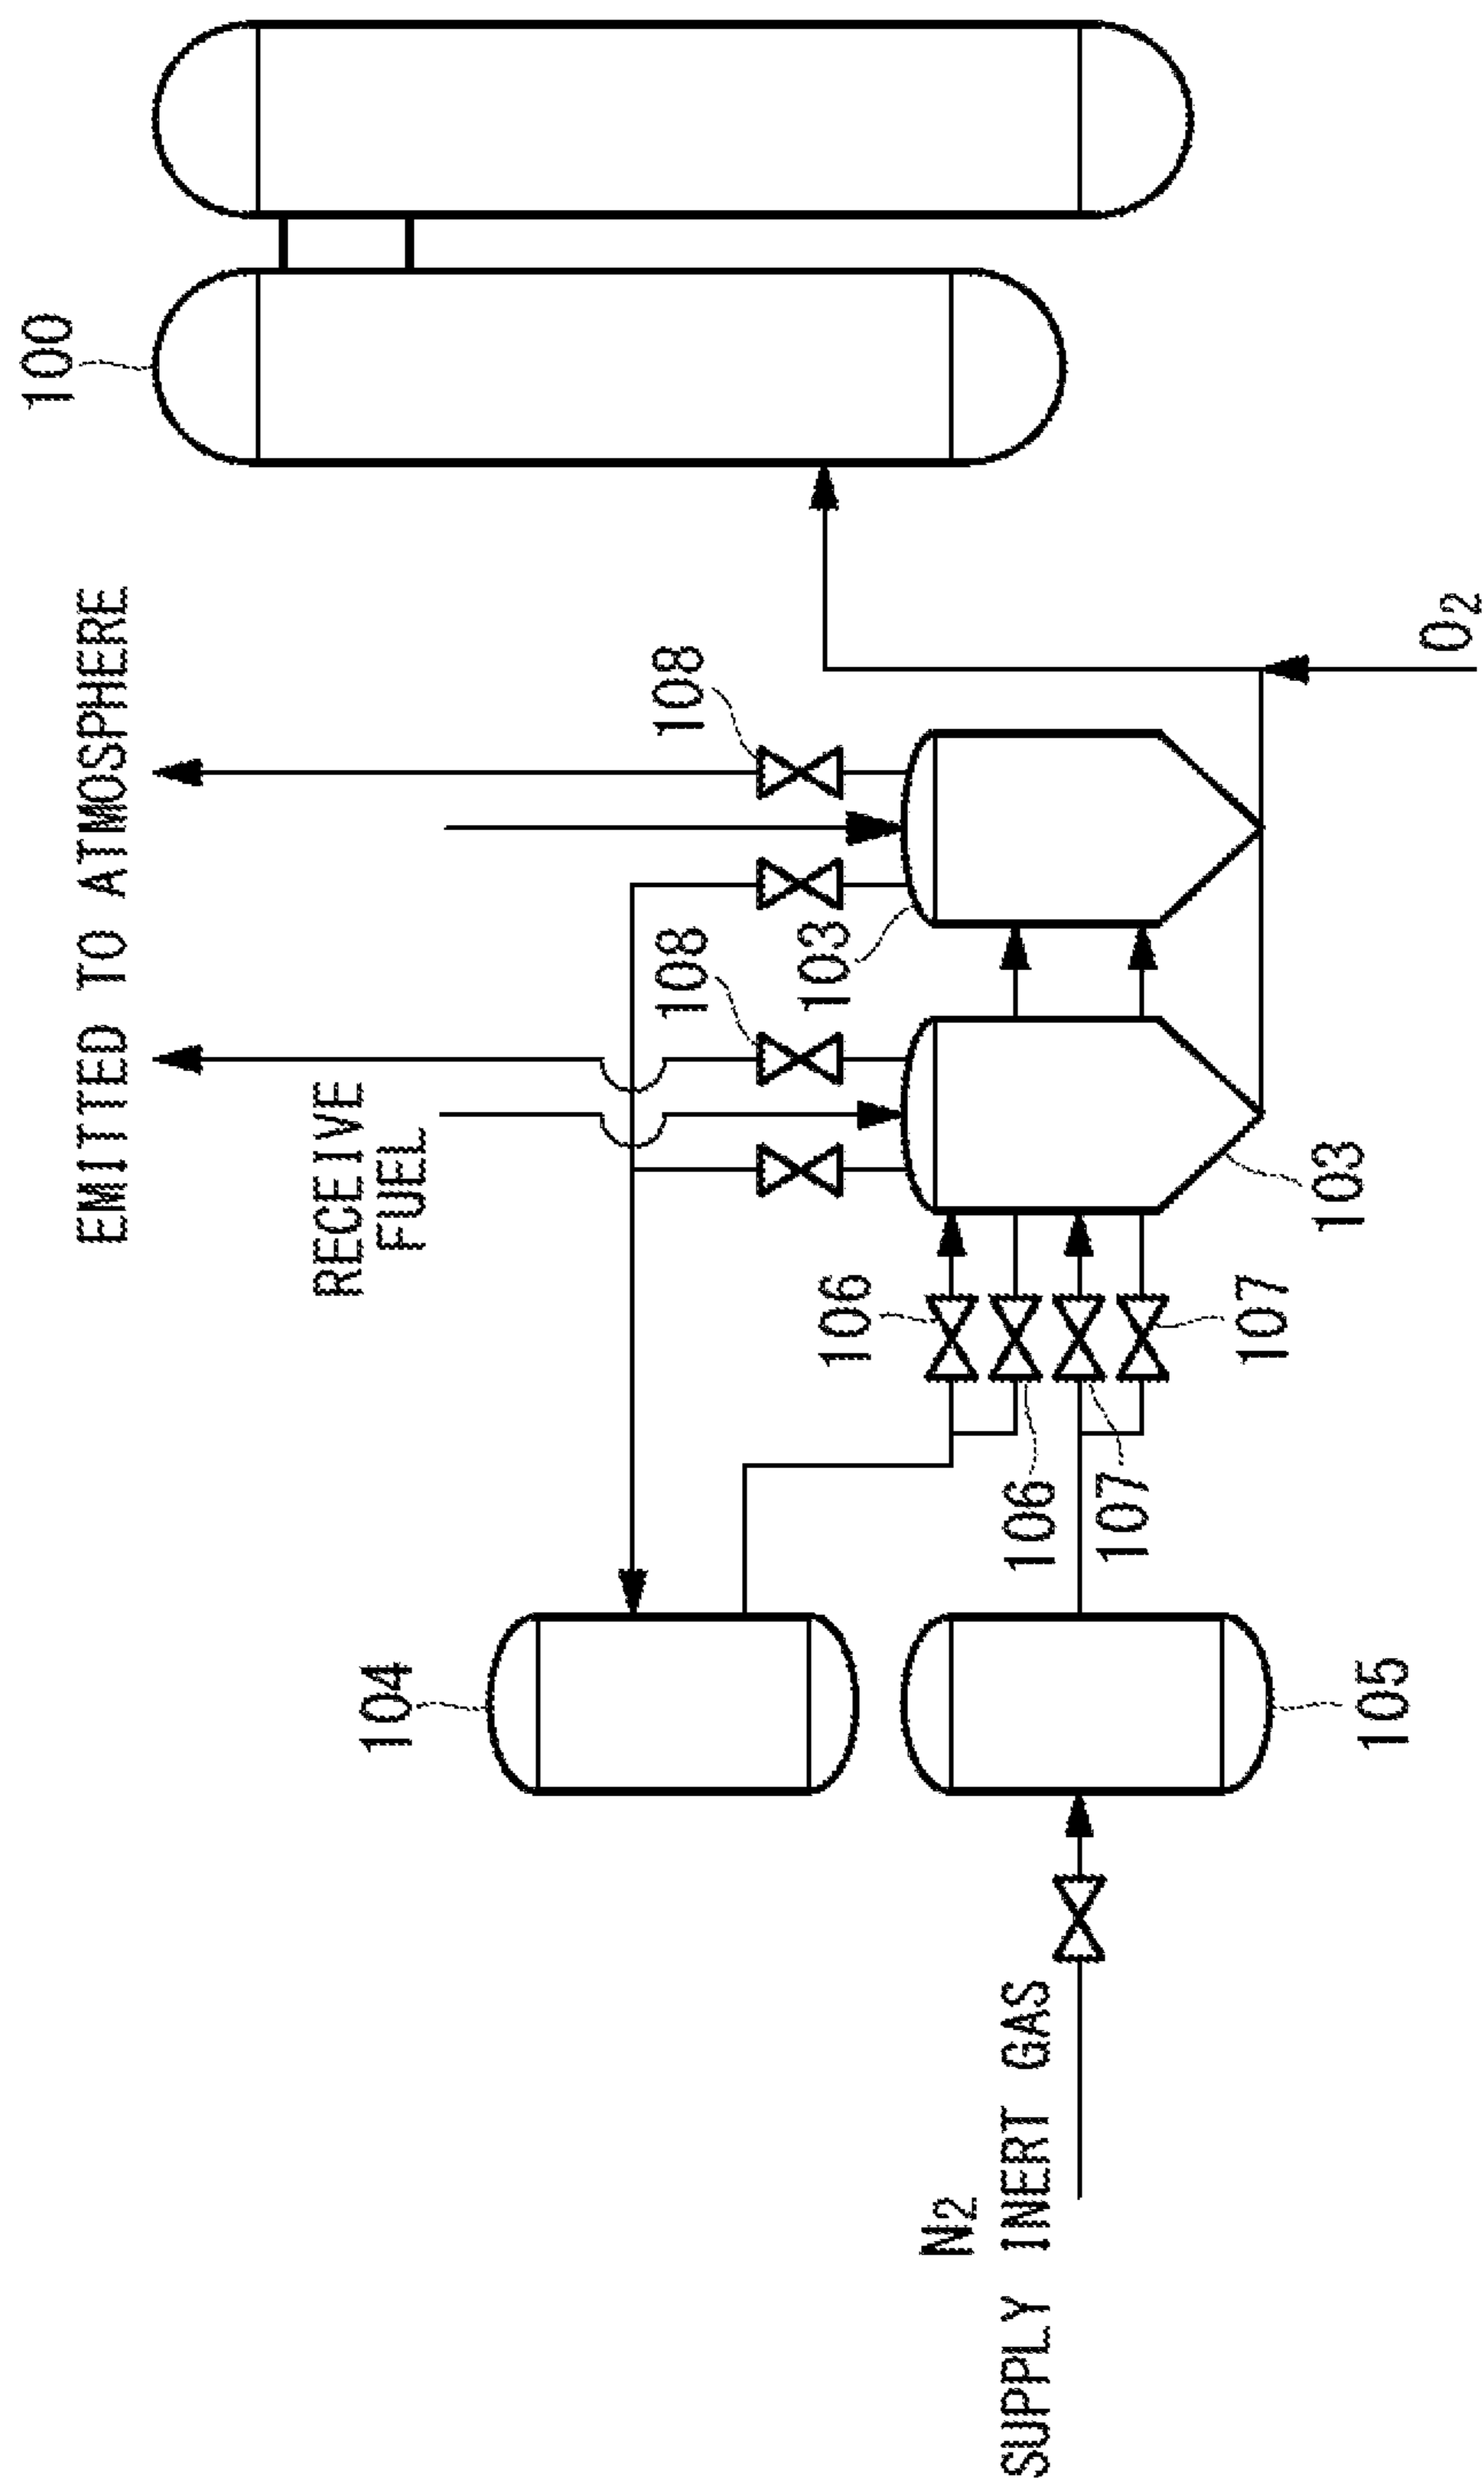 100
EMITTED TO ATMOSPHERE
RECEIVE
FUEL
108
108
103
103
O₂
106
106
107
107
104
105
N₂
SUPPLY INERT GAS